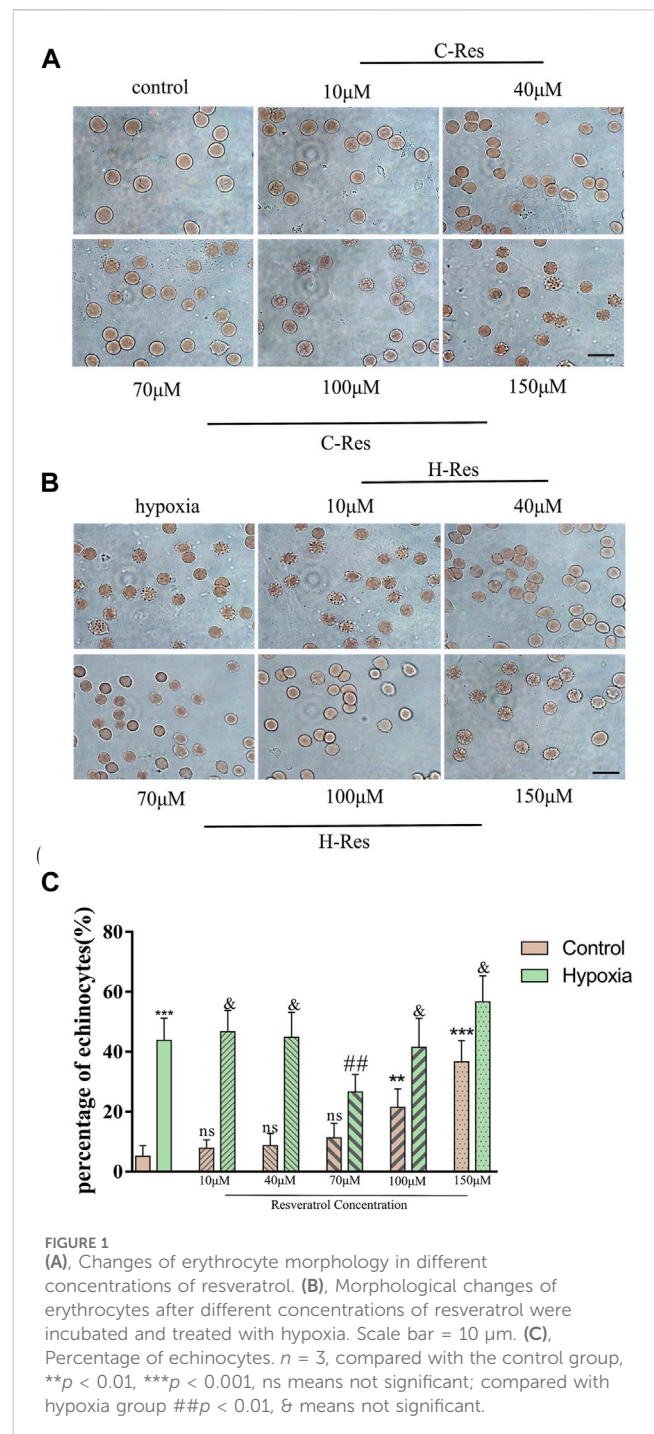 A
C-Res
control
10μM
40μM
70μM
100μM
150μM
C-Res
B
H-Res
hypoxia
10μM
40μM
70μM
100μM
150μM
H-Res
(
C
percentage of echinocytes(%)
80
60
40
20
0
***
&
ns
&
ns
##
ns
&
**
&
***
Control
Hypoxia
10μM
40μM
70μM
100μM
150μM
Resveratrol Concentration
FIGURE 1
(A), Changes of erythrocyte morphology in different
concentrations of resveratrol. (B), Morphological changes of
erythrocytes after different concentrations of resveratrol were
incubated and treated with hypoxia. Scale bar = 10 μm. (C),
Percentage of echinocytes. n = 3, compared with the control group,
**p < 0.01, ***p < 0.001, ns means not significant; compared with
hypoxia group ##p < 0.01, & means not significant.